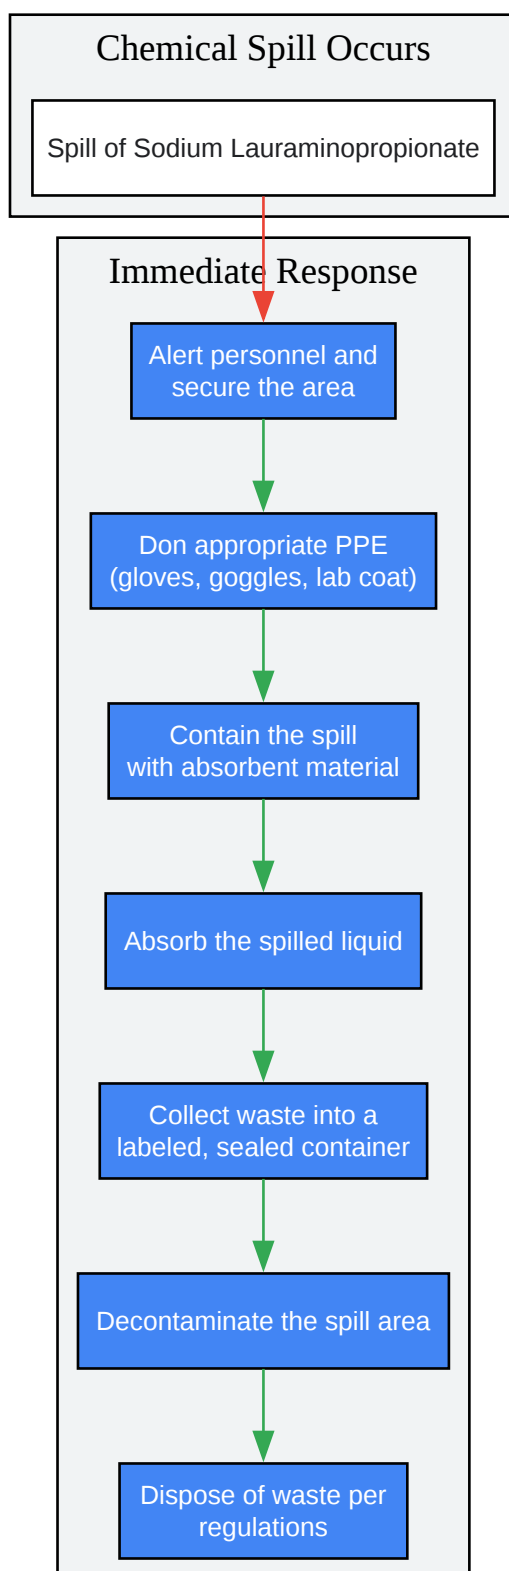 Chemical Spill Occurs
Spill of Sodium Lauraminopropionate
Immediate Response
Alert personnel and
secure the area
Don appropriate PPE
(gloves, goggles, lab coat)
Contain the spill
with absorbent material
Absorb the spilled liquid
Collect waste into a
labeled, sealed container
Decontaminate the spill area
Dispose of waste per
regulations